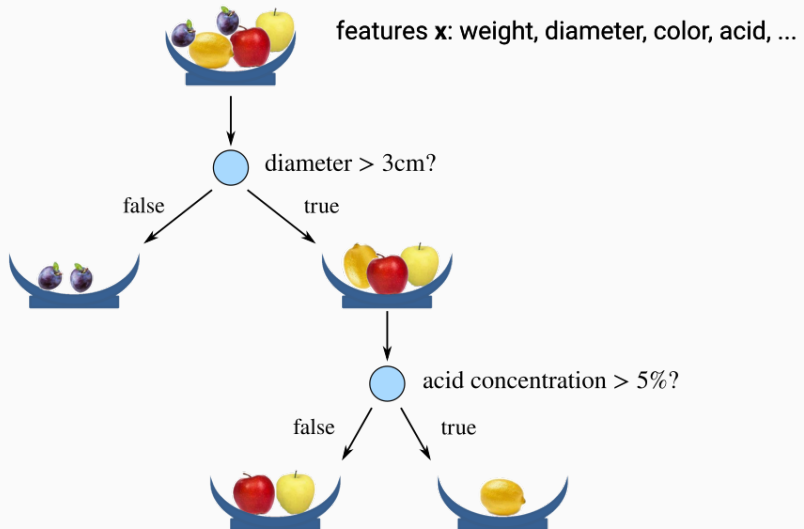 features x: weight, diameter, color, acid, ...
diameter > 3cm?
false
true
acid concentration > 5%?
false
true